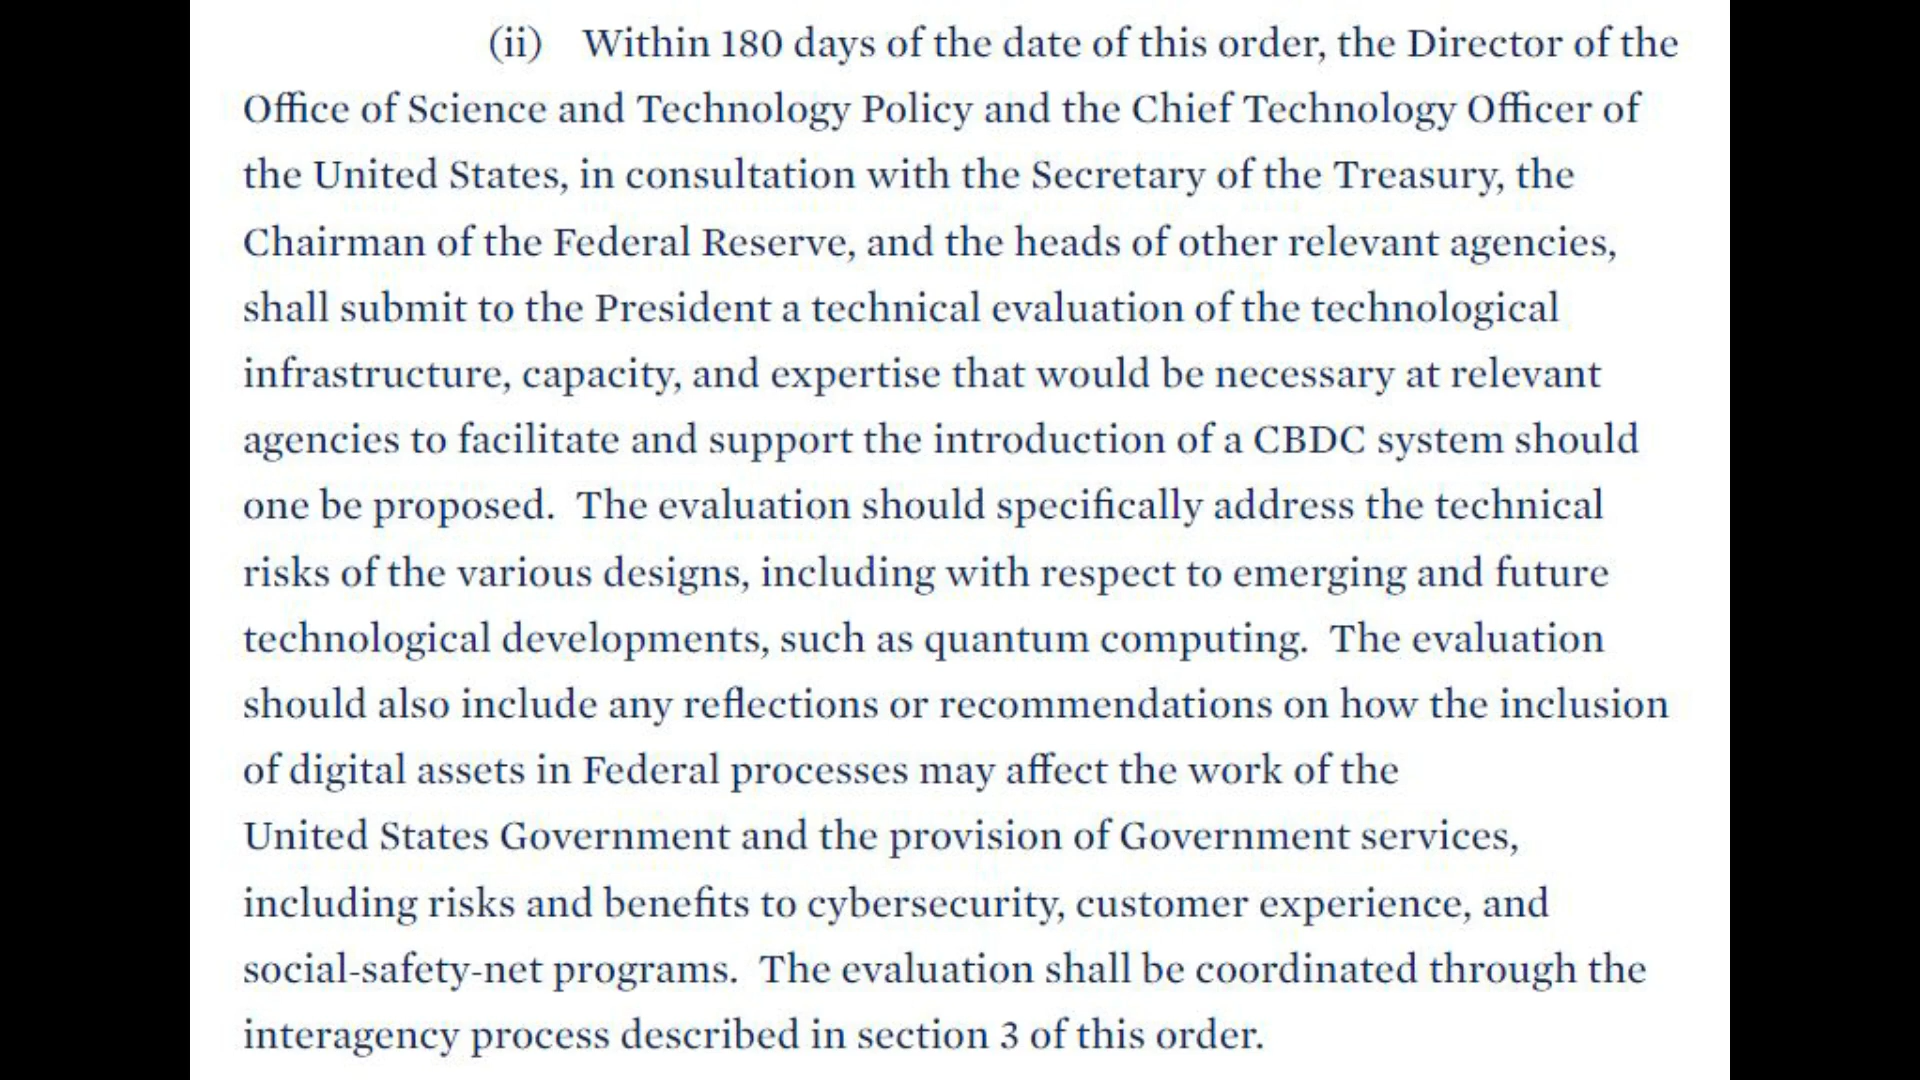 (ii) Within 180 days of the date of this order, the Director of the
Office of Science and Technology Policy and the Chief Technology Officer of
the United States, in consultation with the Secretary of the Treasury, the
Chairman of the Federal Reserve, and the heads of other relevant agencies,
shall submit to the President a technical evaluation of the technological
infrastructure, capacity, and expertise that would be necessary at relevant
agencies to facilitate and support the introduction of a CBDC system should
one be proposed. The evaluation should specifically address the technical
risks of the various designs, including with respect to emerging and future
technological developments, such as quantum computing. The evaluation
should also include any reflections or recommendations on how the inclusion
of digital assets in Federal processes may affect the work of the
United States Government and the provision of Government services,
including risks and benefits to cybersecurity, customer experience, and
social-safety-net programs. The evaluation shall be coordinated through the
interagency process described in section 3 of this order.